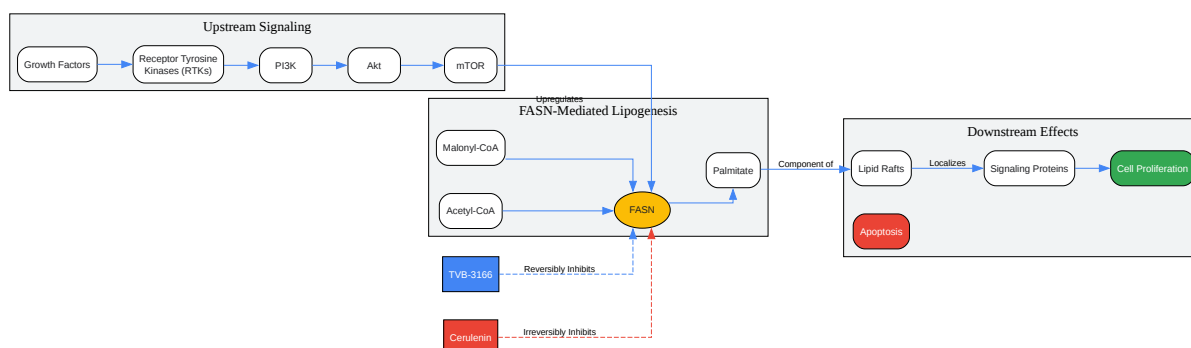 Upstream Signaling
Growth Factors
Receptor Tyrosine
Kinases (RTKs)
PI3K
Akt
mTOR
Upregulates
FASN-Mediated Lipogenesis
Malonyl-CoA
Acetyl-CoA
FASN
Palmitate
Component of
Downstream Effects
Lipid Rafts
Localizes
Signaling Proteins
Cell Proliferation
Apoptosis
TVB-3166
Reversibly Inhibits
Cerulenin
Irreversibly Inhibits